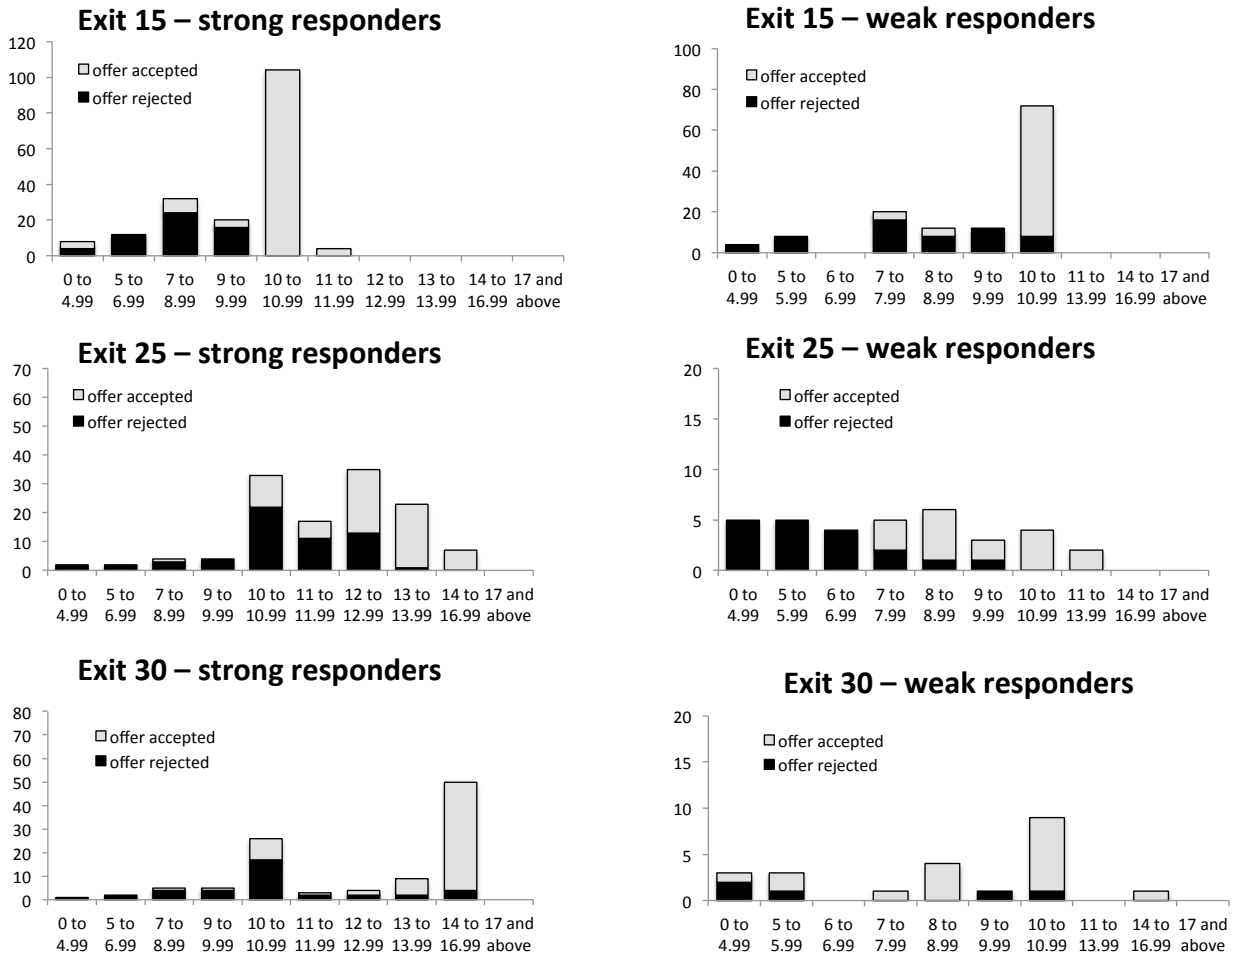 Exit 15 – strong responders
120
100
80
60
40
20
0
offer accepted
offer rejected
0 to 5 to 7 to 9 to 10 to 11 to 12 to 13 to 14 to 17 and
4.99 6.99 8.99 9.99 10.99 11.99 12.99 13.99 16.99 above
Exit 15 – weak responders
100
80
60
40
20
0
offer accepted
offer rejected
0 to 5 to 6 to 7 to 8 to 9 to 10 to 11 to 14 to 17 and
4.99 5.99 6.99 7.99 8.99 9.99 10.99 13.99 16.99 above
Exit 25 – strong responders
70
60
50
40
30
20
10
0
offer accepted
offer rejected
0 to 5 to 7 to 9 to 10 to 11 to 12 to 13 to 14 to 17 and
4.99 6.99 8.99 9.99 10.99 11.99 12.99 13.99 16.99 above
Exit 25 – weak responders
20
15
10
5
0
offer accepted
offer rejected
0 to 5 to 6 to 7 to 8 to 9 to 10 to 11 to 14 to 17 and
4.99 5.99 6.99 7.99 8.99 9.99 10.99 13.99 16.99 above
Exit 30 – strong responders
80
70
60
50
40
30
20
10
0
offer accepted
offer rejected
0 to 5 to 7 to 9 to 10 to 11 to 12 to 13 to 14 to 17 and
4.99 6.99 8.99 9.99 10.99 11.99 12.99 13.99 16.99 above
Exit 30 – weak responders
20
15
10
5
0
offer accepted
offer rejected
0 to 5 to 6 to 7 to 8 to 9 to 10 to 11 to 14 to 17 and
4.99 5.99 6.99 7.99 8.99 9.99 10.99 13.99 16.99 above